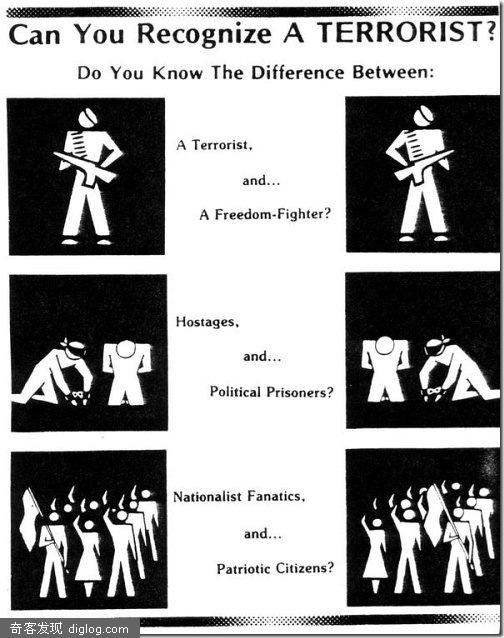 Can You Recognize A TERRORIST?
Do You Know The Difference Between:
A Terrorist,
and...
A Freedom-Fighter?
Hostages,
and...
Political Prisoners?
Nationalist Fanatics,
and...
Patriotic Citizens?
奇客发现 diglog.com